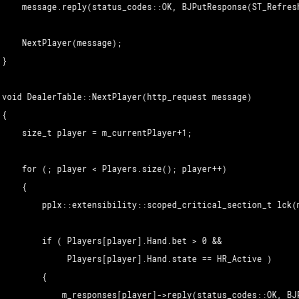 message.reply(status_codes::OK, BJPutResponse(ST_Refresh
NextPlayer(message);
}
void DealerTable::NextPlayer(http_request message)
{
size_t player = m_currentPlayer+1;
for (; player < Players.size(); player++)
{
pplx::extensibility::scoped_critical_section_t lck(
if ( Players[player].Hand.bet > 0 &&
Players[player].Hand.state == HR_Active )
{
m_responses[player]->reply(status_codes::OK,